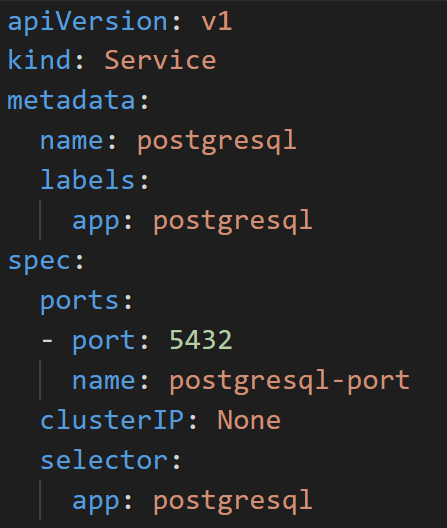 apiVersion: v1
kind: Service
metadata:
  name: postgresql
  labels:
    app: postgresql
spec:
  ports:
  - port: 5432
    name: postgresql-port
  clusterIP: None
  selector:
    app: postgresql